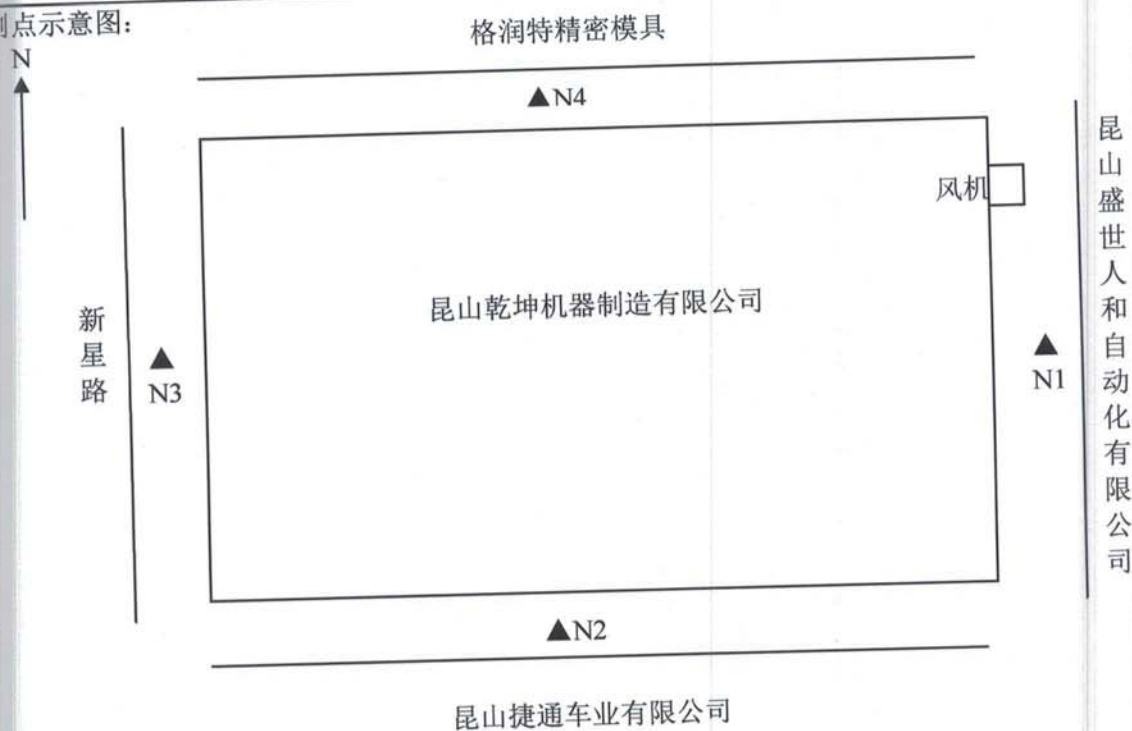 测点示意图：
N
格润特精密模具
▲N4
风机
昆山盛世人和自动化有限公司
昆山乾坤机器制造有限公司
新星路
▲
N3
▲
N1
▲N2
昆山捷通车业有限公司